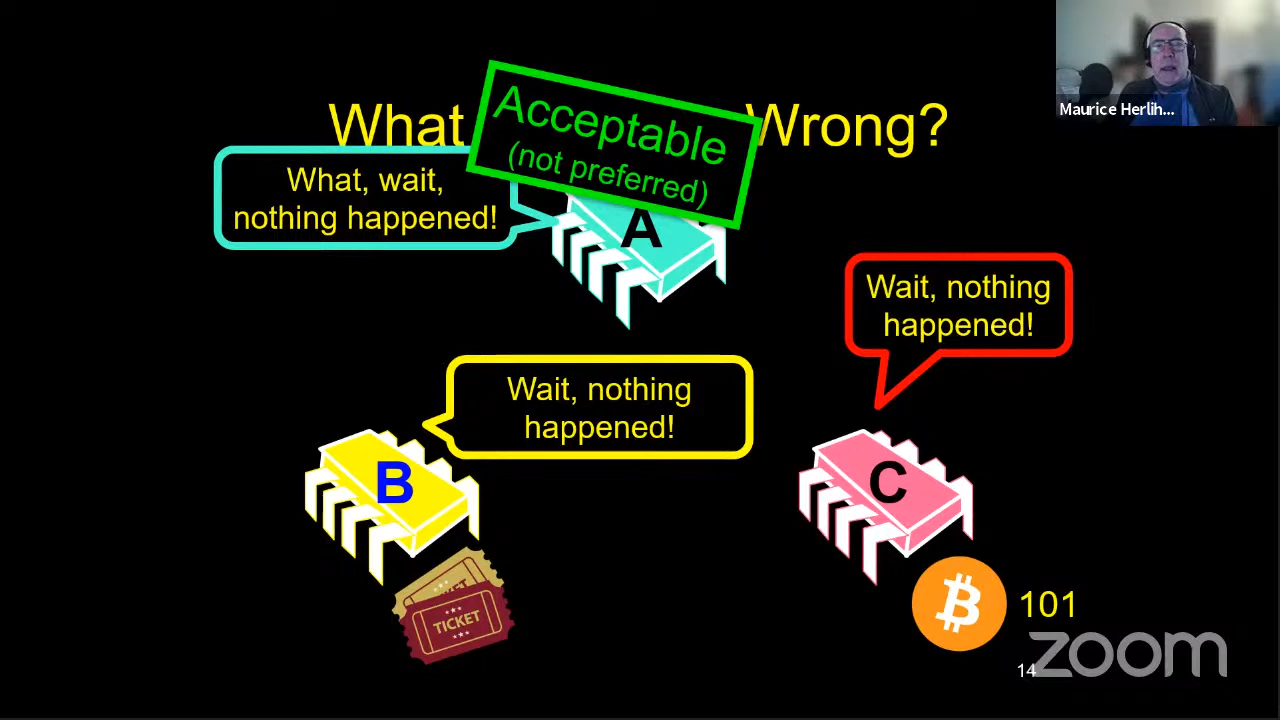 What
Wrong?
Acceptable
(not preferred)
What, wait,
nothing happened!
A
Wait, nothing
happened!
Wait, nothing
happened!
B
C
TICKET
101
14
zoom
Maurice Herlih...